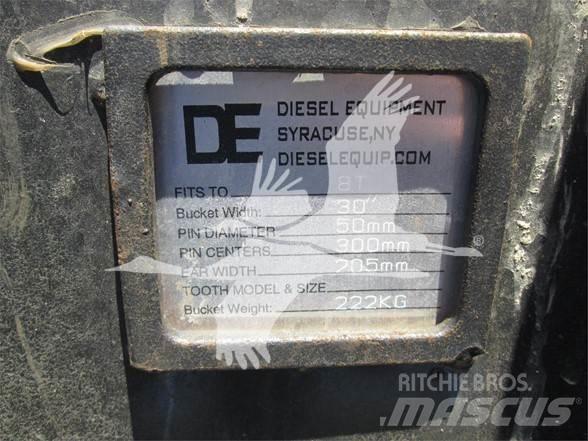 DE
DIESEL EQUIPMENT
SYRACUSE,NY
DIESELEQUIP.COM
FITS TO 8T
Bucket Width: 30"
PIN DIAMETER 50mm
PIN CENTERS 300mm
EAR WIDTH 205mm
TOOTH MODEL & SIZE
Bucket Weight: 222KG
®
RITCHIE BROS.
MASCUS